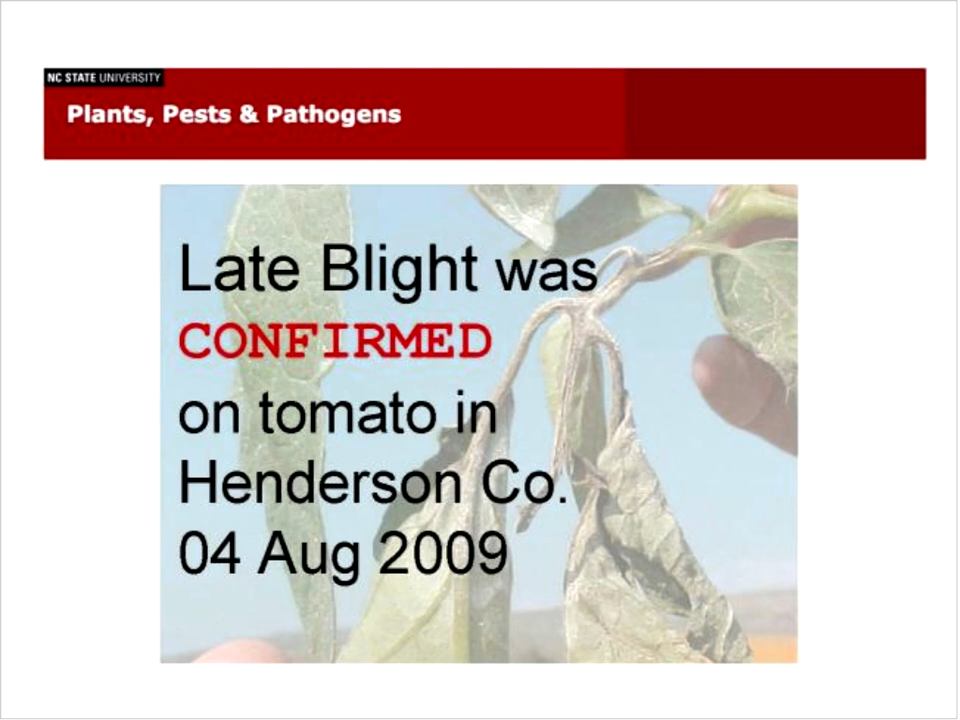 NC STATE UNIVERSITY
Plants, Pests & Pathogens
Late Blight was
CONFIRMED
on tomato in
Henderson Co.
04 Aug 2009